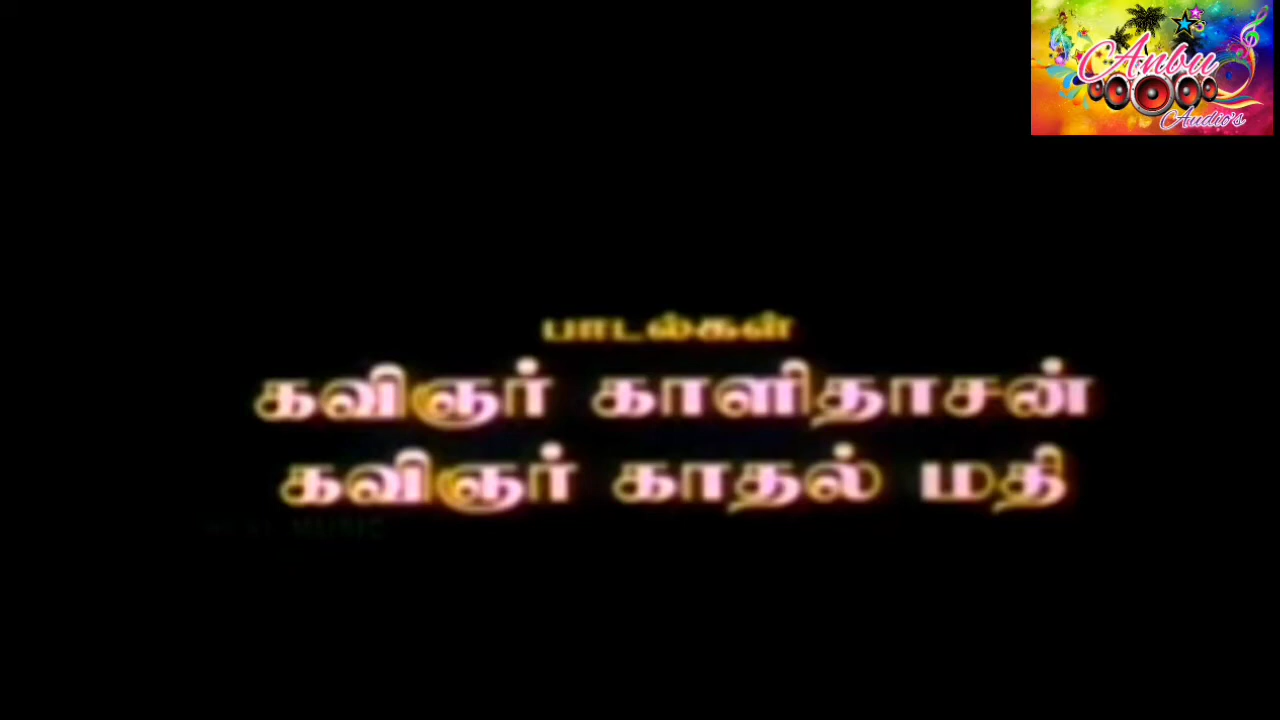 Anbu
Audio's
பாடல்கள்
கவிஞர் காளிதாசன்
கவிஞர் காதல் மதி